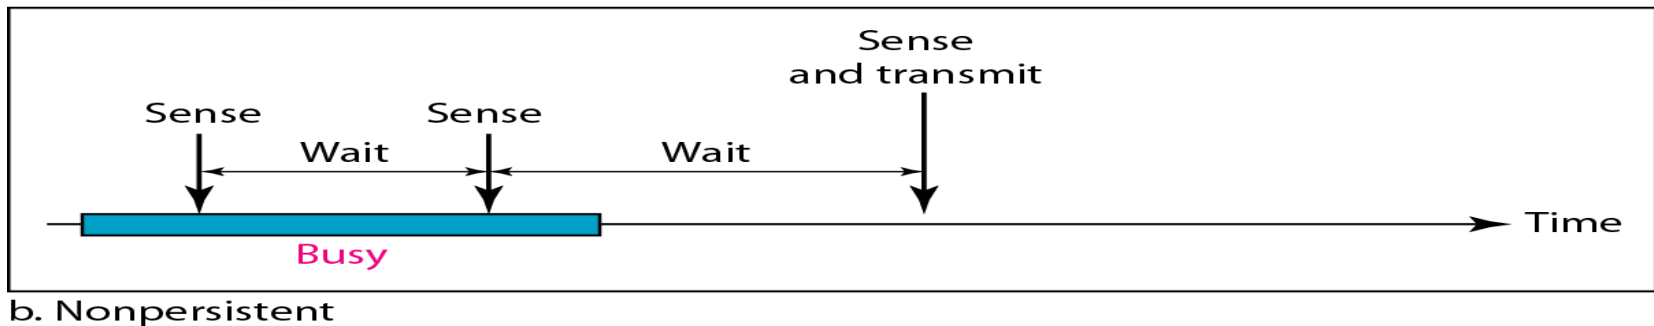 Sense
and transmit
Sense
Sense
Wait
Wait
Time
Busy
b. Nonpersistent